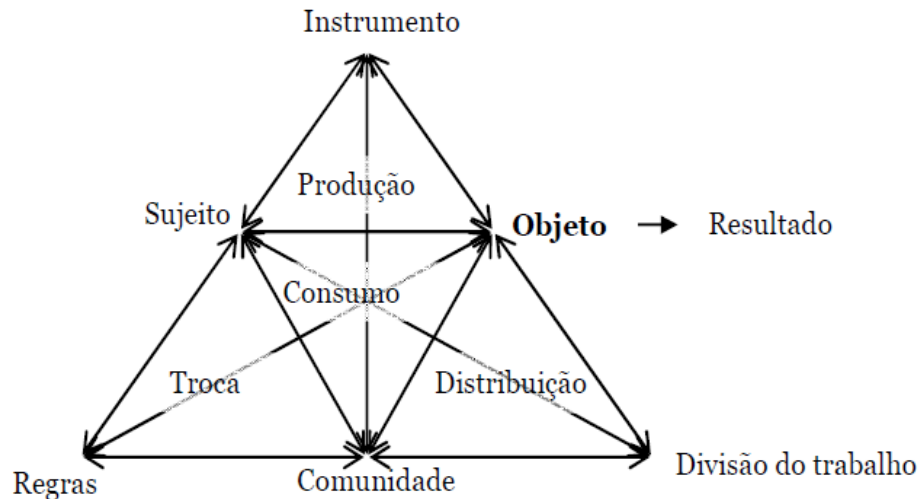 Instrumento
Produção
Sujeito
Objeto
Resultado
Consumo
Troca
Distribuição
Regras
Comunidade
Divisão do trabalho